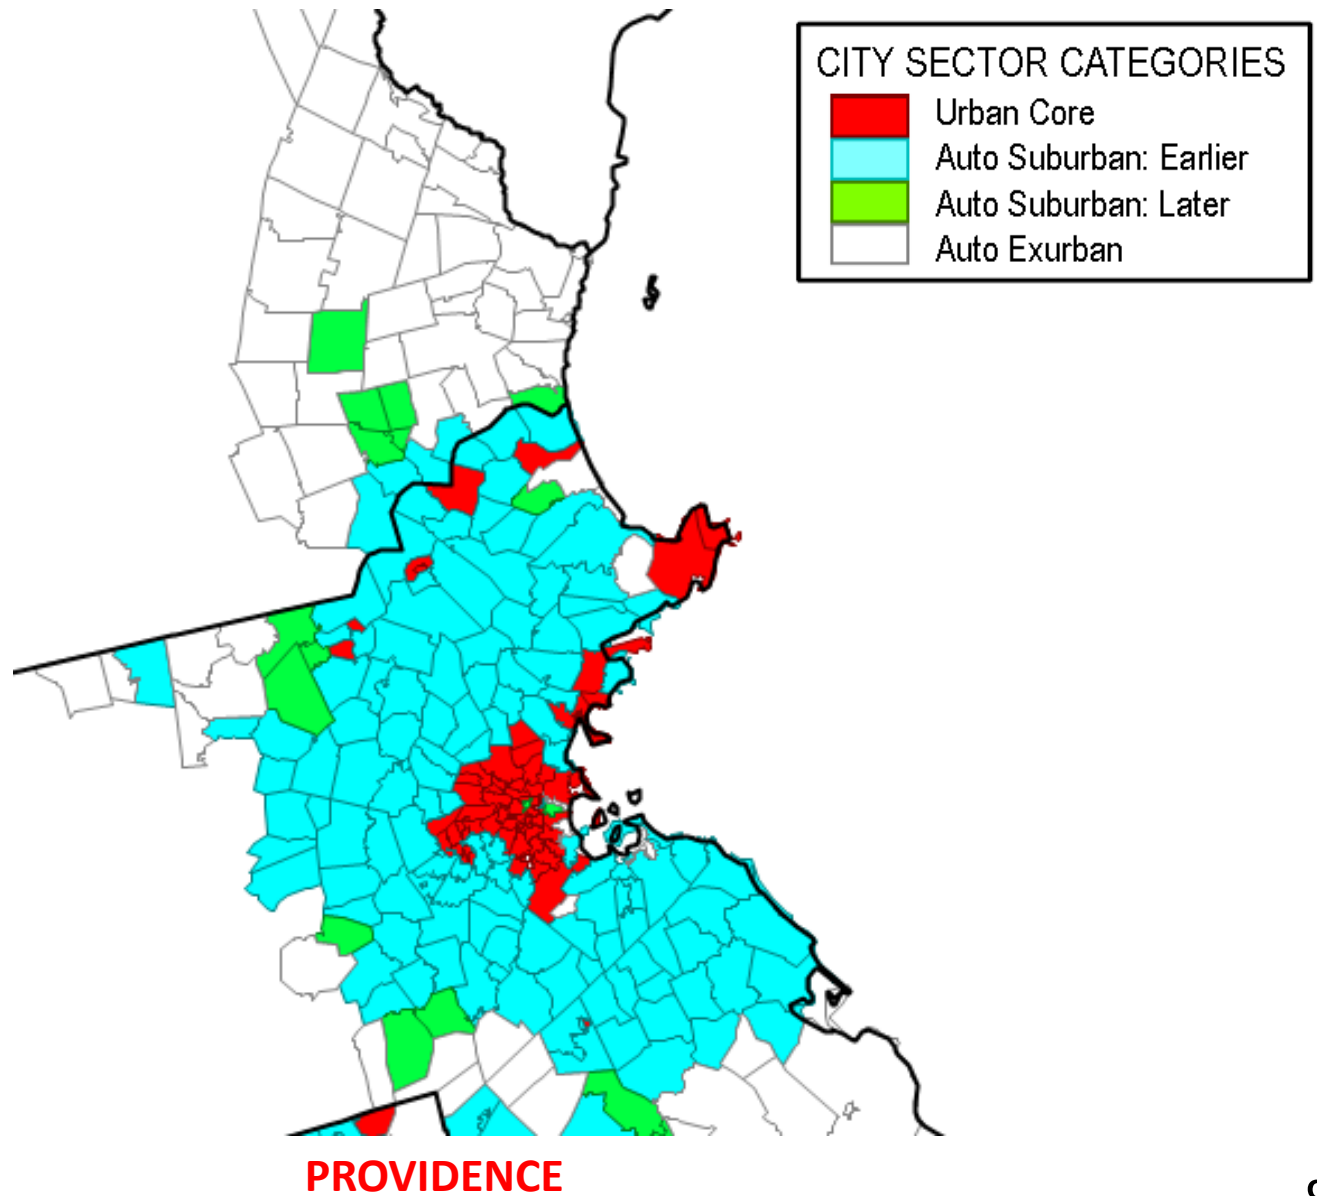 CITY SECTOR CATEGORIES
Urban Core
Auto Suburban: Earlier
Auto Suburban: Later
Auto Exurban
PROVIDENCE